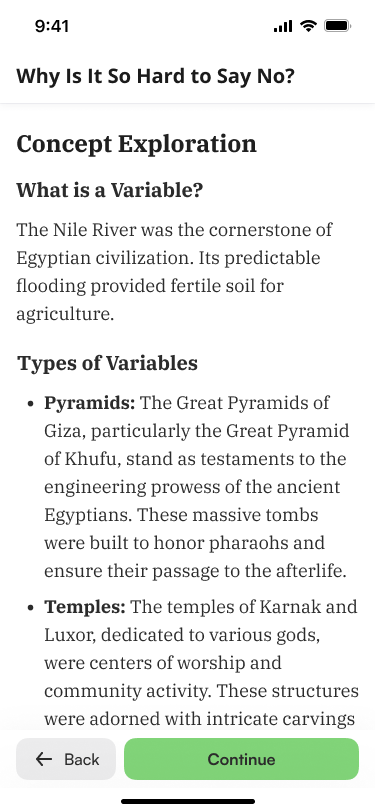 9:41
Why Is It So Hard to Say No?
Concept Exploration
What is a Variable?
The Nile River was the cornerstone of
Egyptian civilization. Its predictable
flooding provided fertile soil for
agriculture.
Types of Variables
• Pyramids: The Great Pyramids of
Giza, particularly the Great Pyramid
of Khufu, stand as testaments to the
engineering prowess of the ancient
Egyptians. These massive tombs
were built to honor pharaohs and
ensure their passage to the afterlife.
• Temples: The temples of Karnak and
Luxor, dedicated to various gods,
were centers of worship and
community activity. These structures
were adorned with intricate carvings
Back
Continue